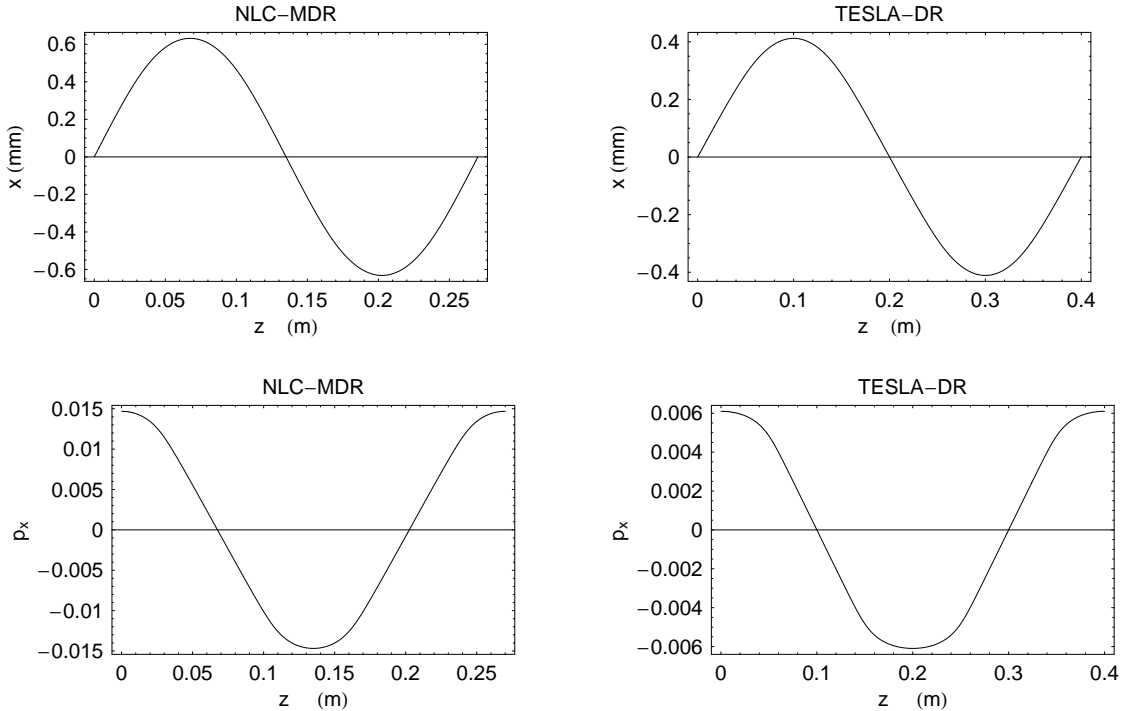 NLC−MDR
0.6
0.4
0.2
0
−0.2
−0.4
−0.6
x (mm)
0 0.05 0.1 0.15 0.2 0.25
z (m)
TESLA−DR
0.4
0.2
0
−0.2
−0.4
x (mm)
0 0.1 0.2 0.3 0.4
z (m)
NLC−MDR
0.015
0.01
0.005
0
−0.005
−0.01
−0.015
px
0 0.05 0.1 0.15 0.2 0.25
z (m)
TESLA−DR
0.006
0.004
0.002
0
−0.002
−0.004
−0.006
px
0 0.1 0.2 0.3 0.4
z (m)